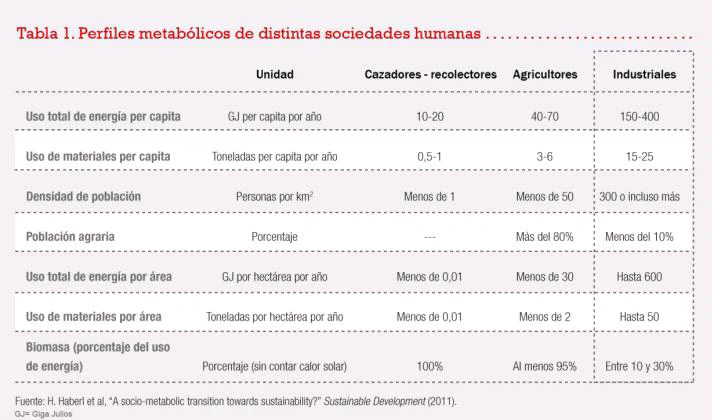 Tabla 1. Perfiles metabólicos de distintas sociedades humanas
Unidad Cazadores - recolectores Agricultores Industriales
Uso total de energía per capita GJ per capita por año 10-20 40-70 150-400
Uso de materiales per capita Toneladas per capita por año 0,5-1 3-6 15-25
Densidad de población Personas por km² Menos de 1 Menos de 50 300 o incluso más
Población agraria Porcentaje --- Más del 80% Menos del 10%
Uso total de energía por área GJ por hectárea por año Menos de 0,01 Menos de 30 Hasta 600
Uso de materiales por área Toneladas por hectárea por año Menos de 0,01 Menos de 2 Hasta 50
Biomasa (porcentaje del uso
de energía) Porcentaje (sin contar calor solar) 100% Al menos 95% Entre 10 y 30%
Fuente: H. Haberl et al, “A socio-metabolic transition towards sustainability?” Sustainable Development (2011).
GJ= Giga Julios